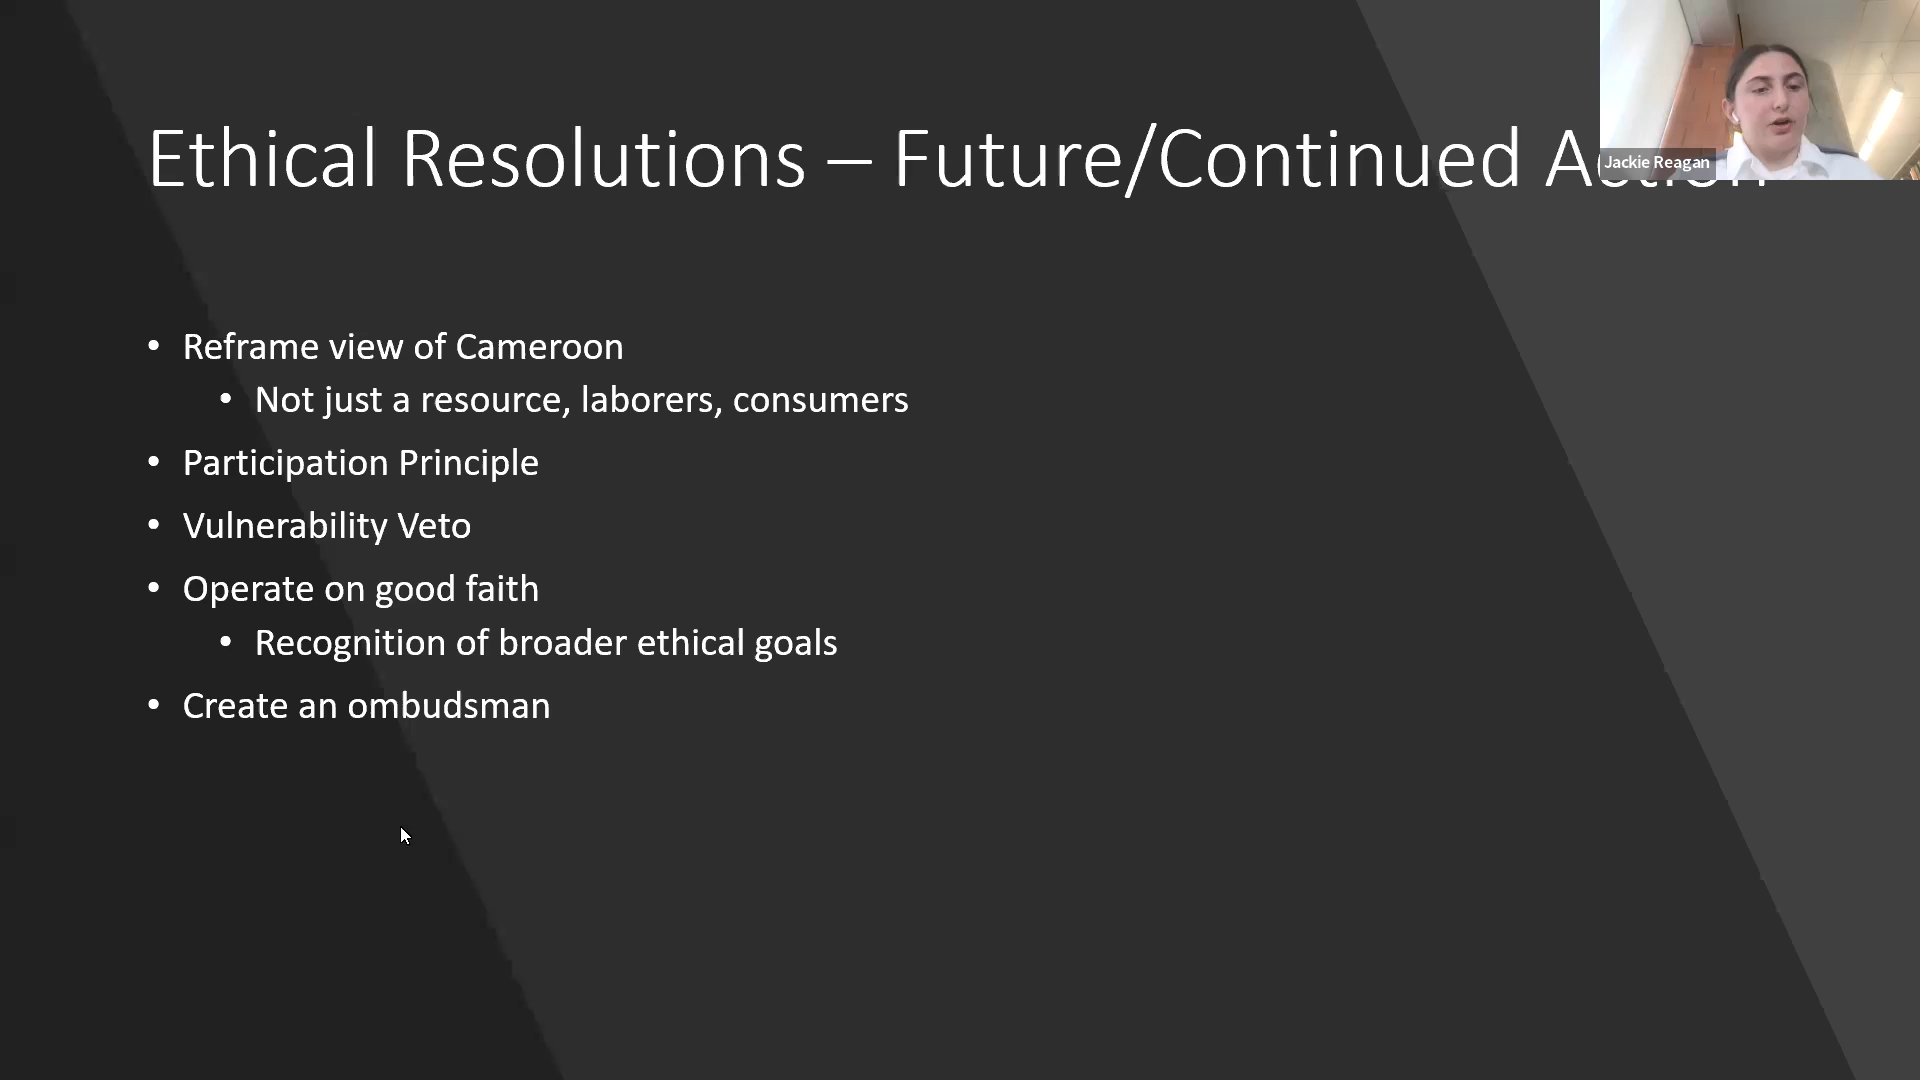 Ethical Resolutions – Future/Continued Action
Jackie Reagan
• Reframe view of Cameroon
• Not just a resource, laborers, consumers
• Participation Principle
• Vulnerability Veto
• Operate on good faith
• Recognition of broader ethical goals
• Create an ombudsman